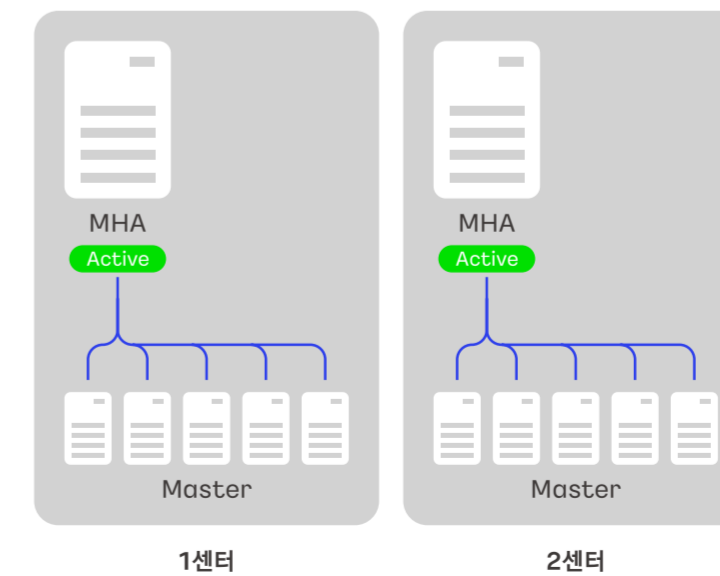 MHA
Active
Master
1센터
MHA
Active
Master
2센터